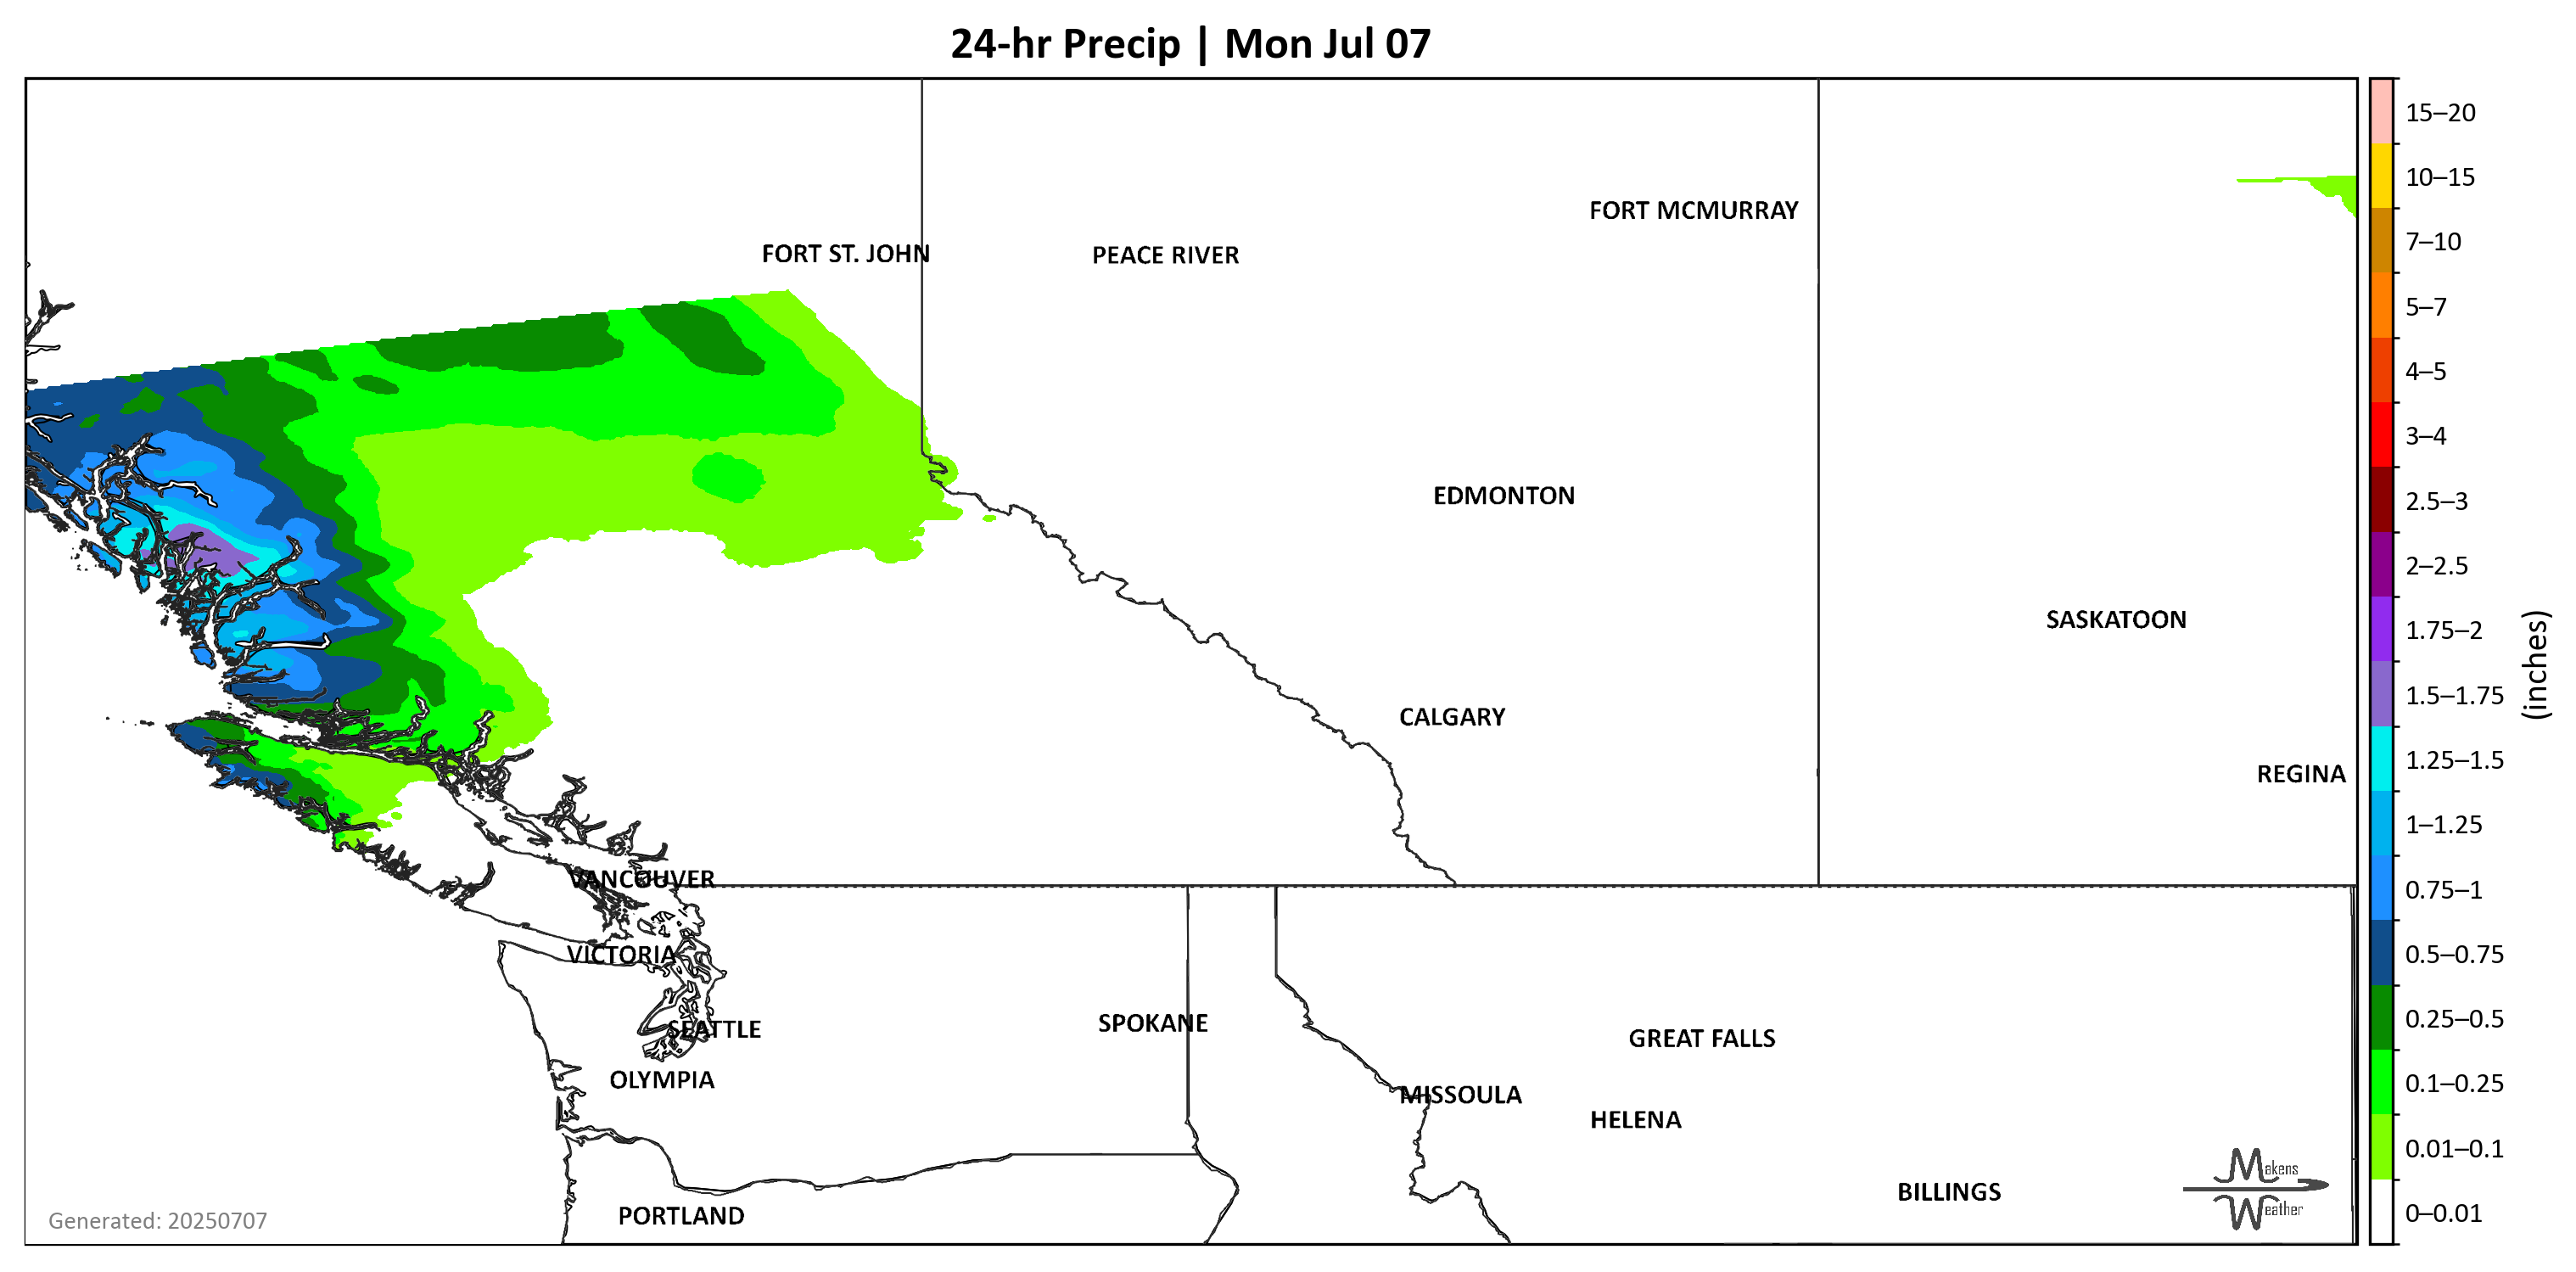 24-hr Precip | Mon Jul 07
15–20
10–15
FORT MCMURRAY
7–10
FORT ST. JOHN
PEACE RIVER
5–7
4–5
3–4
EDMONTON
2.5–3
2–2.5
SASKATOON
1.75–2
(inches)
1.5–1.75
CALGARY
1.25–1.5
REGINA
1–1.25
VANCOUVER
0.75–1
VICTORIA
0.5–0.75
SEATTLE
SPOKANE
0.25–0.5
GREAT FALLS
OLYMPIA
0.1–0.25
MISSOULA
HELENA
0.01–0.1
Makens
Weather
BILLINGS
PORTLAND
0–0.01
Generated: 20250707